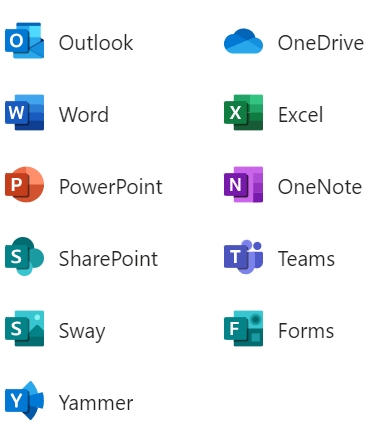 O Outlook
OneDrive
W Word
X Excel
P PowerPoint
N OneNote
S SharePoint
T Teams
S Sway
F Forms
Y Yammer